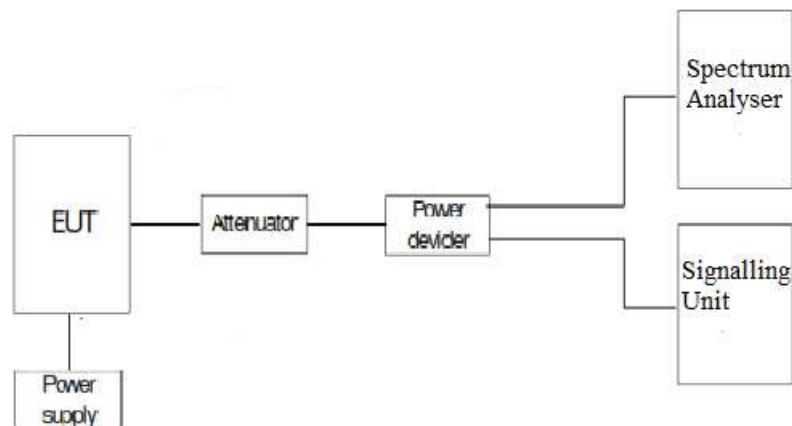 Spectrum
Analyser
EUT
Attenuator
Power
devider
Signalling
Unit
Power
supply